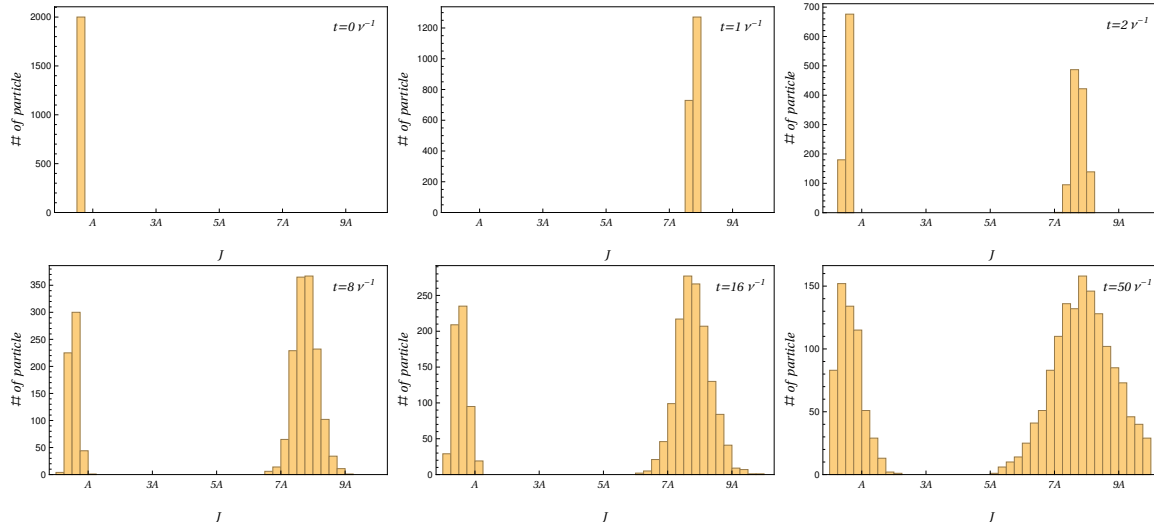 t=0 ν⁻¹
# of particle
2000
1500
1000
500
0
A 3A 5A 7A 9A
J
t=1 ν⁻¹
# of particle
1200
1000
800
600
400
200
0
A 3A 5A 7A 9A
J
t=2 ν⁻¹
# of particle
700
600
500
400
300
200
100
0
A 3A 5A 7A 9A
J
t=8 ν⁻¹
# of particle
350
300
250
200
150
100
50
0
A 3A 5A 7A 9A
J
t=16 ν⁻¹
# of particle
250
200
150
100
50
0
A 3A 5A 7A 9A
J
t=50 ν⁻¹
# of particle
150
100
50
0
A 3A 5A 7A 9A
J